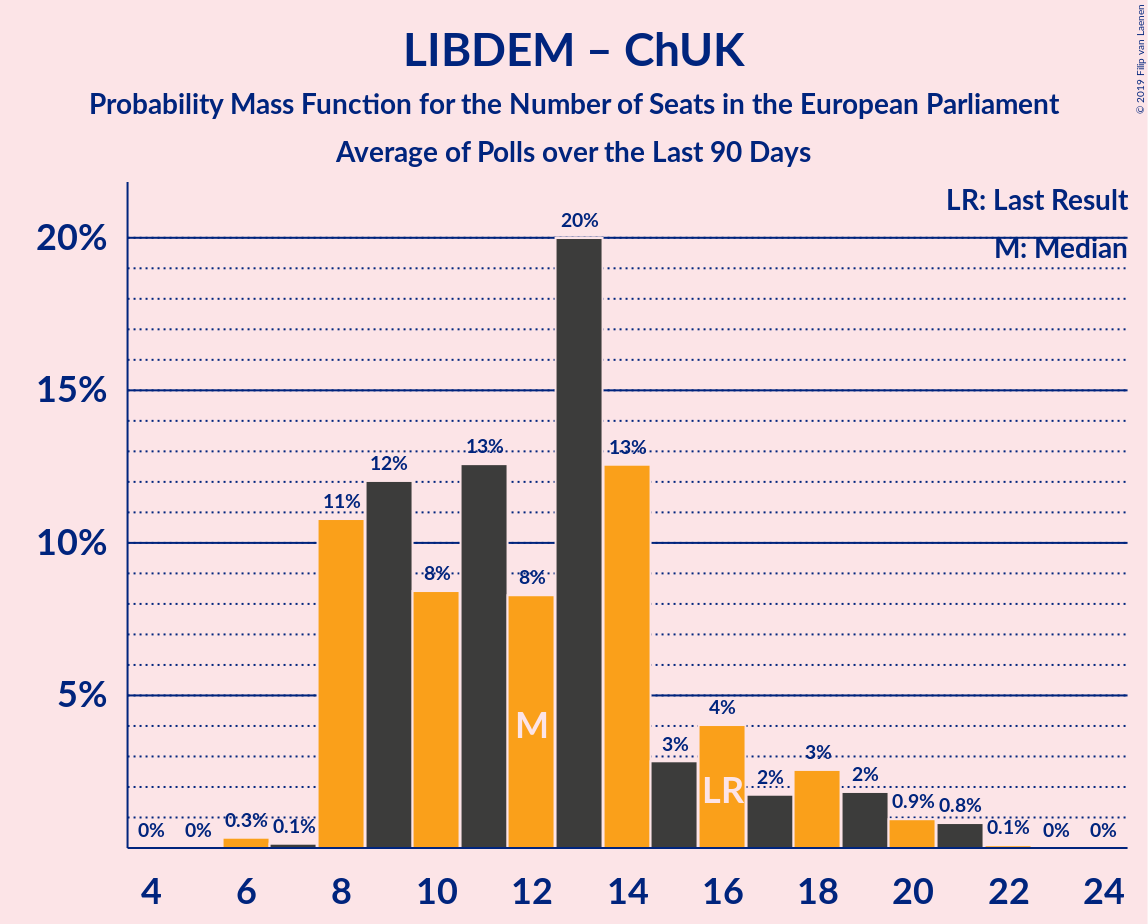 LIBDEM – ChUK
Probability Mass Function for the Number of Seats in the European Parliament
Average of Polls over the Last 90 Days
© 2019 Filip van Laenen
LR: Last Result
M: Median
20%
15%
10%
5%
0%
0%
0.3%
0.1%
11%
12%
8%
13%
8%
20%
13%
3%
4%
2%
3%
2%
0.9%
0.8%
0.1%
0%
0%
M
LR
4 6 8 10 12 14 16 18 20 22 24